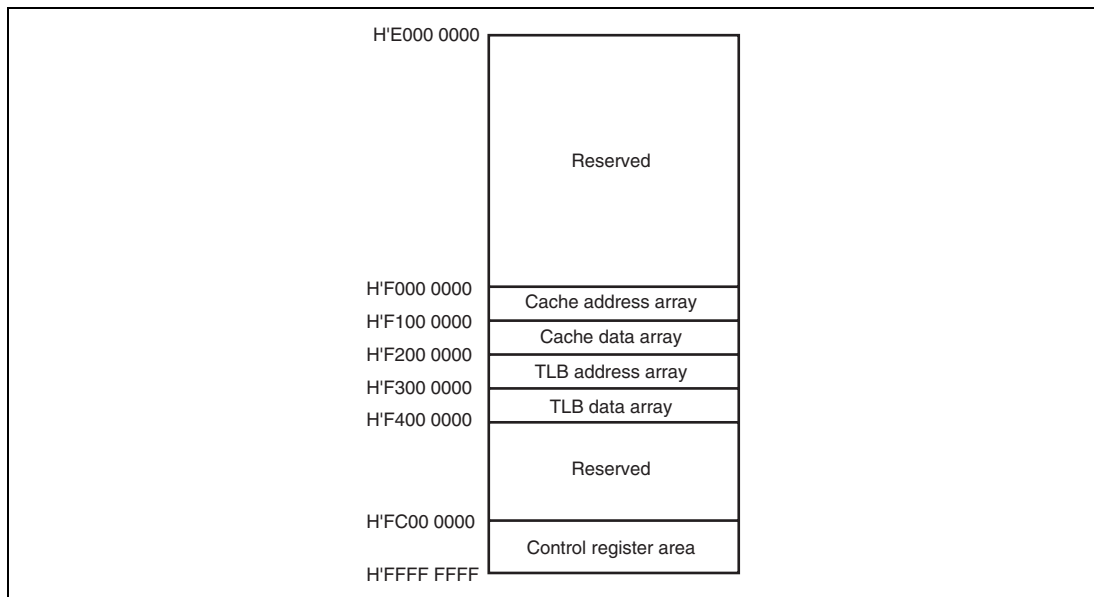 H'E000 0000
Reserved
H'F000 0000
Cache address array
H'F100 0000
Cache data array
H'F200 0000
TLB address array
H'F300 0000
TLB data array
H'F400 0000
Reserved
H'FC00 0000
Control register area
H'FFFF FFFF